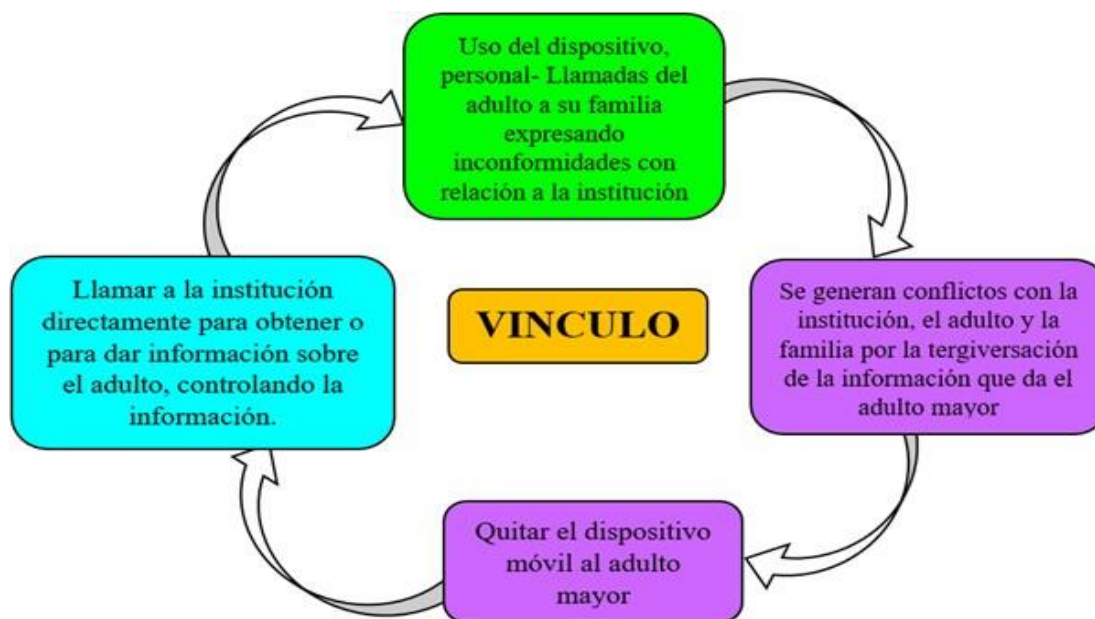 Uso del dispositivo,
personal- Llamadas del
adulto a su familia
expresando
inconformidades con
relación a la institución
Se generan conflictos con la
institución, el adulto y la
familia por la tergiversación
de la información que da el
adulto mayor
Quitar el dispositivo
móvil al adulto
mayor
Llamar a la institución
directamente para obtener o
para dar información sobre
el adulto, controlando la
información.
VINCULO